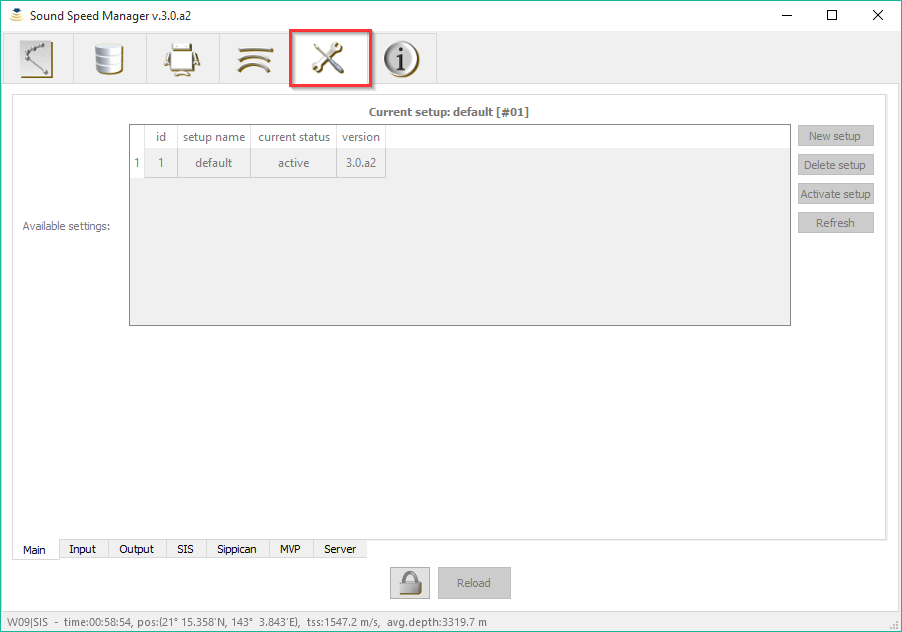 Sound Speed Manager v.3.0.a2
Current setup: default [#01]
id setup name current status version
1 1 default active 3.0.a2
New setup
Delete setup
Activate setup
Refresh
Available settings:
Main Input Output SIS Sippican MVP Server
Reload
W09|SIS - time:00:58:54, pos:(21° 15.358'N, 143° 3.843'E), tss:1547.2 m/s, avg.depth:3319.7 m